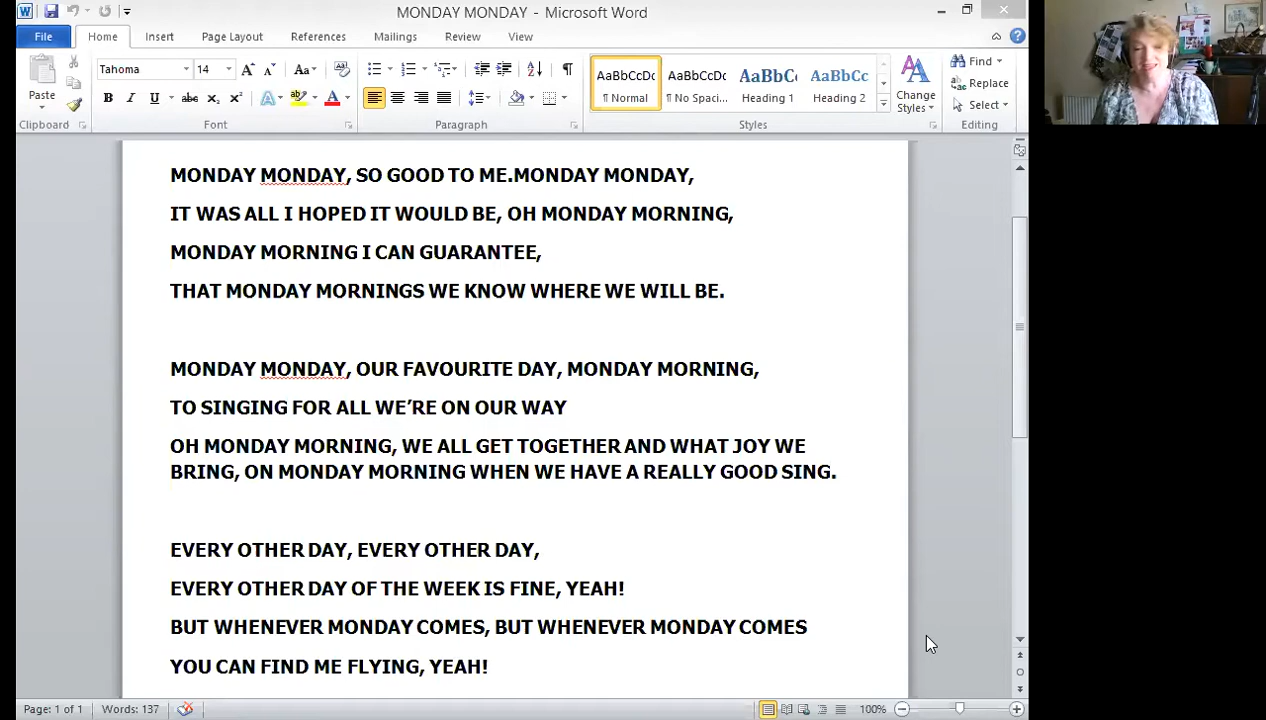 MONDAY MONDAY - Microsoft Word
File Home Insert Page Layout References Mailings Review View
Paste
Tahoma 14
AaBbCcDc AaBbCcDc AaBbCc AaBbCc
¶ Normal ¶ No Spaci... Heading 1 Heading 2
Change Styles
Find
Replace
Select
Clipboard Font Paragraph Styles Editing
MONDAY MONDAY, SO GOOD TO ME.MONDAY MONDAY,
IT WAS ALL I HOPED IT WOULD BE, OH MONDAY MORNING,
MONDAY MORNING I CAN GUARANTEE,
THAT MONDAY MORNINGS WE KNOW WHERE WE WILL BE.
MONDAY MONDAY, OUR FAVOURITE DAY, MONDAY MORNING,
TO SINGING FOR ALL WE’RE ON OUR WAY
OH MONDAY MORNING, WE ALL GET TOGETHER AND WHAT JOY WE
BRING, ON MONDAY MORNING WHEN WE HAVE A REALLY GOOD SING.
EVERY OTHER DAY, EVERY OTHER DAY,
EVERY OTHER DAY OF THE WEEK IS FINE, YEAH!
BUT WHENEVER MONDAY COMES, BUT WHENEVER MONDAY COMES
YOU CAN FIND ME FLYING, YEAH!
Page: 1 of 1 Words: 137 100%